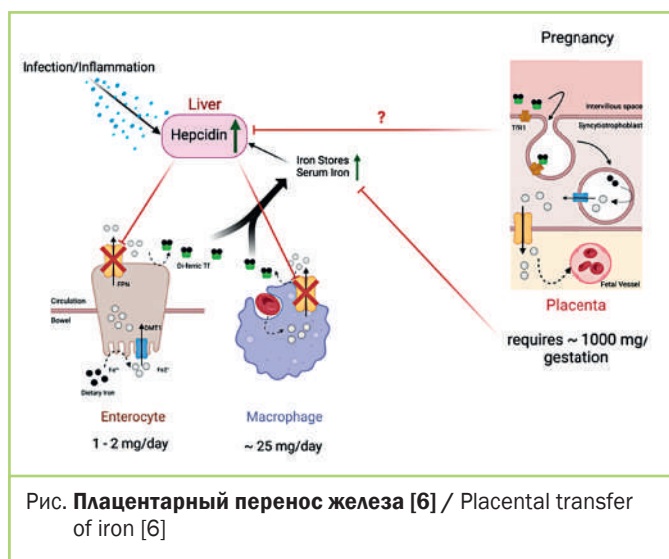 Pregnancy
Infection/Inflammation
Liver
Hepcidin
?
Iron Stores
Serum Iron
Intervillous space
TfR1
Syncytiotrophoblast
Fetal Vessel
Placenta
requires ~ 1000 mg/
gestation
FPN
Di-ferric Tf
Circulation
Bowel
DMT1
Dietary Iron
Enterocyte
Macrophage
1 - 2 mg/day
~ 25 mg/day
Рис. Плацентарный перенос железа [6] / Placental transfer
of iron [6]